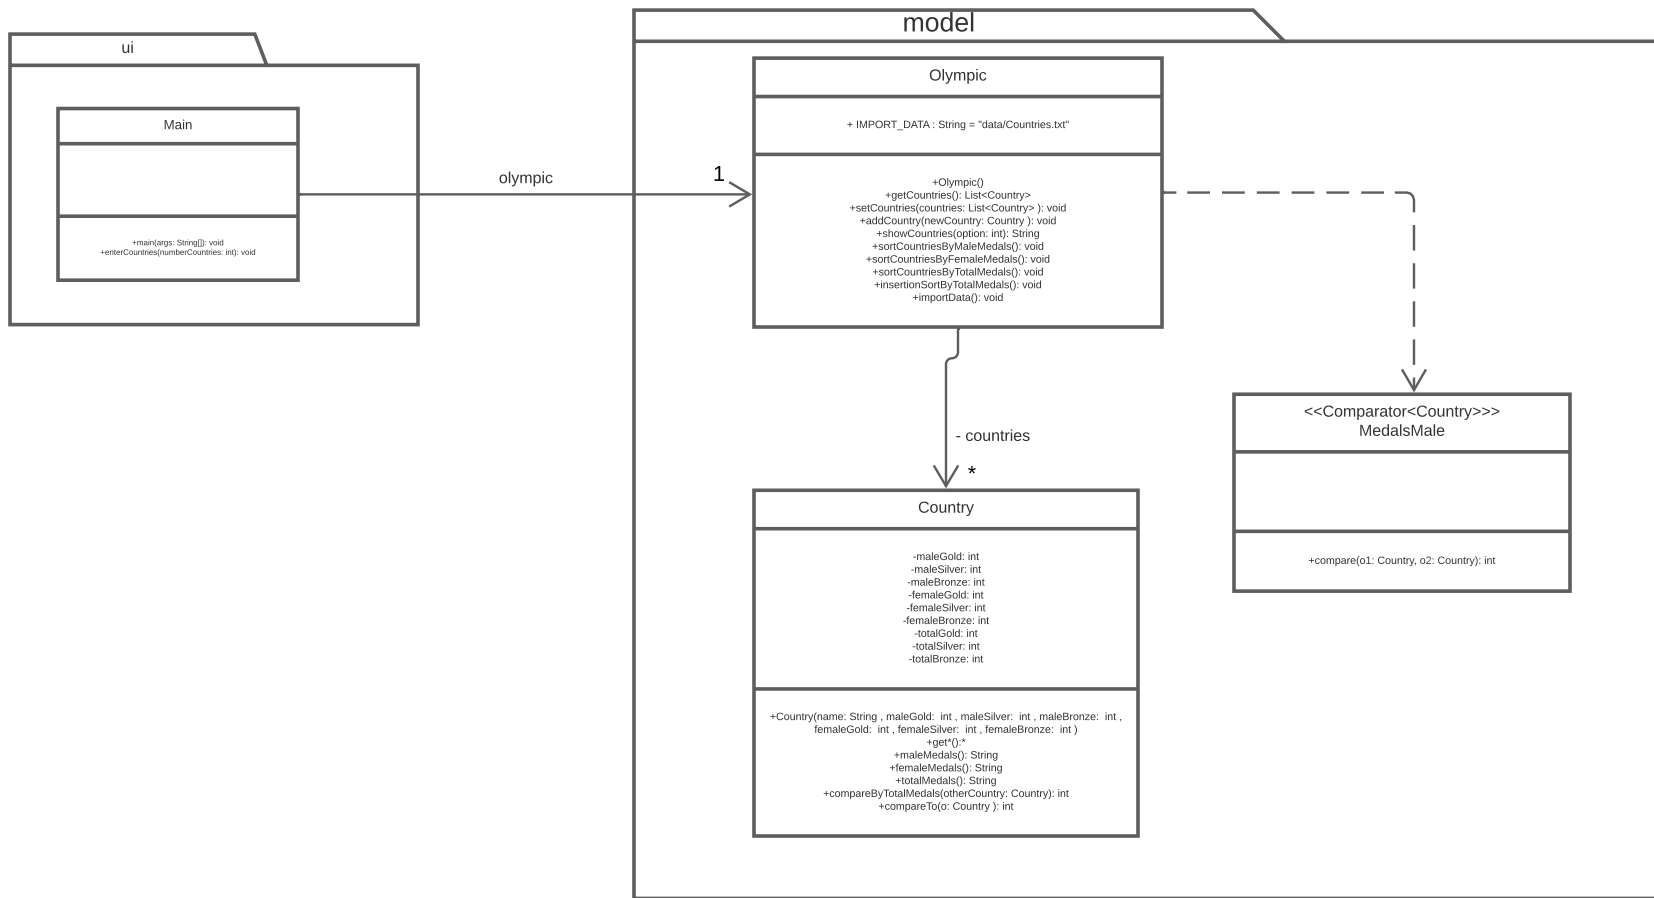 ui
Main
+main(args: String[]): void
+enterCountries(numberCountries: int): void
olympic
1
model
Olympic
+ IMPORT_DATA : String = "data/Countries.txt"
+Olympic()
+getCountries(): List<Country>
+setCountries(countries: List<Country> ): void
+addCountry(newCountry: Country ): void
+showCountries(option: int): String
+sortCountriesByMaleMedals(): void
+sortCountriesByFemaleMedals(): void
+sortCountriesByTotalMedals(): void
+insertionSortByTotalMedals(): void
+importData(): void
- countries
*
Country
-maleGold: int
-maleSilver: int
-maleBronze: int
-femaleGold: int
-femaleSilver: int
-femaleBronze: int
-totalGold: int
-totalSilver: int
-totalBronze: int
+Country(name: String , maleGold:  int , maleSilver:  int , maleBronze:  int ,
femaleGold:  int , femaleSilver:  int , femaleBronze:  int )
+get*():*
+maleMedals(): String
+femaleMedals(): String
+totalMedals(): String
+compareByTotalMedals(otherCountry: Country): int
+compareTo(o: Country ): int
<<Comparator<Country>>>
MedalsMale
+compare(o1: Country, o2: Country): int